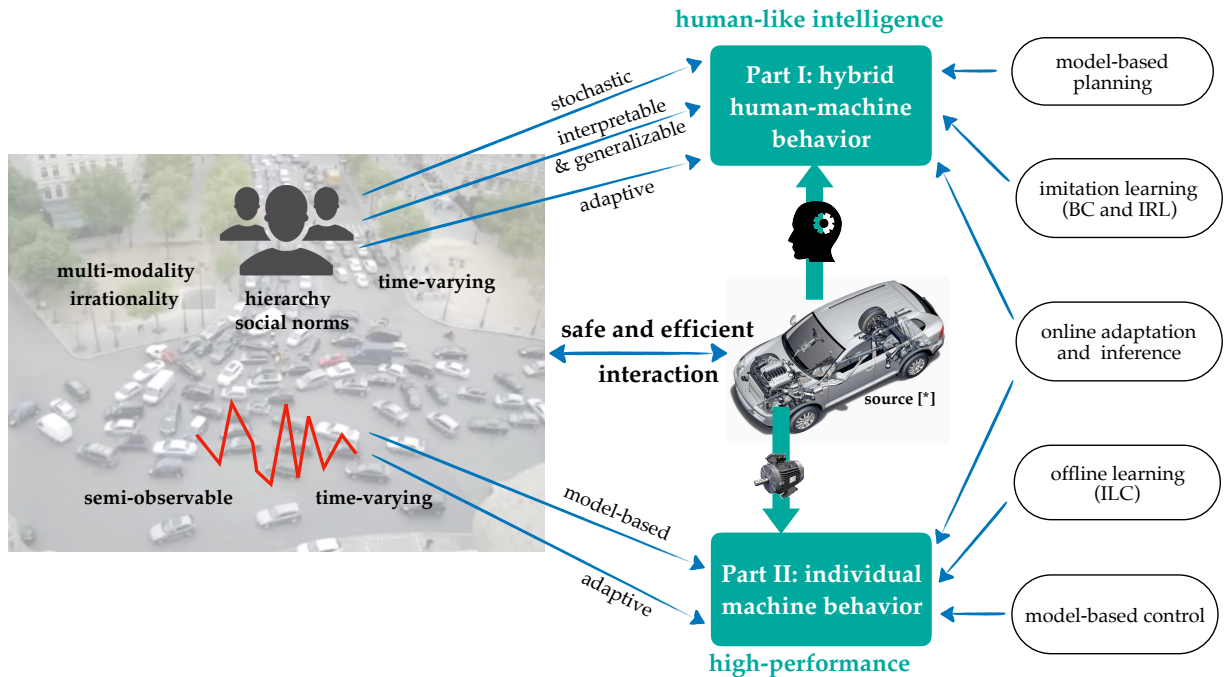 human-like intelligence
Part I: hybrid
human-machine
behavior
stochastic
interpretable
& generalizable
adaptive
multi-modality
irrationality
hierarchy
social norms
time-varying
safe and efficient
interaction
source [*]
semi-observable
time-varying
model-based
adaptive
Part II: individual
machine behavior
high-performance
model-based
planning
imitation learning
(BC and IRL)
online adaptation
and inference
offline learning
(ILC)
model-based control